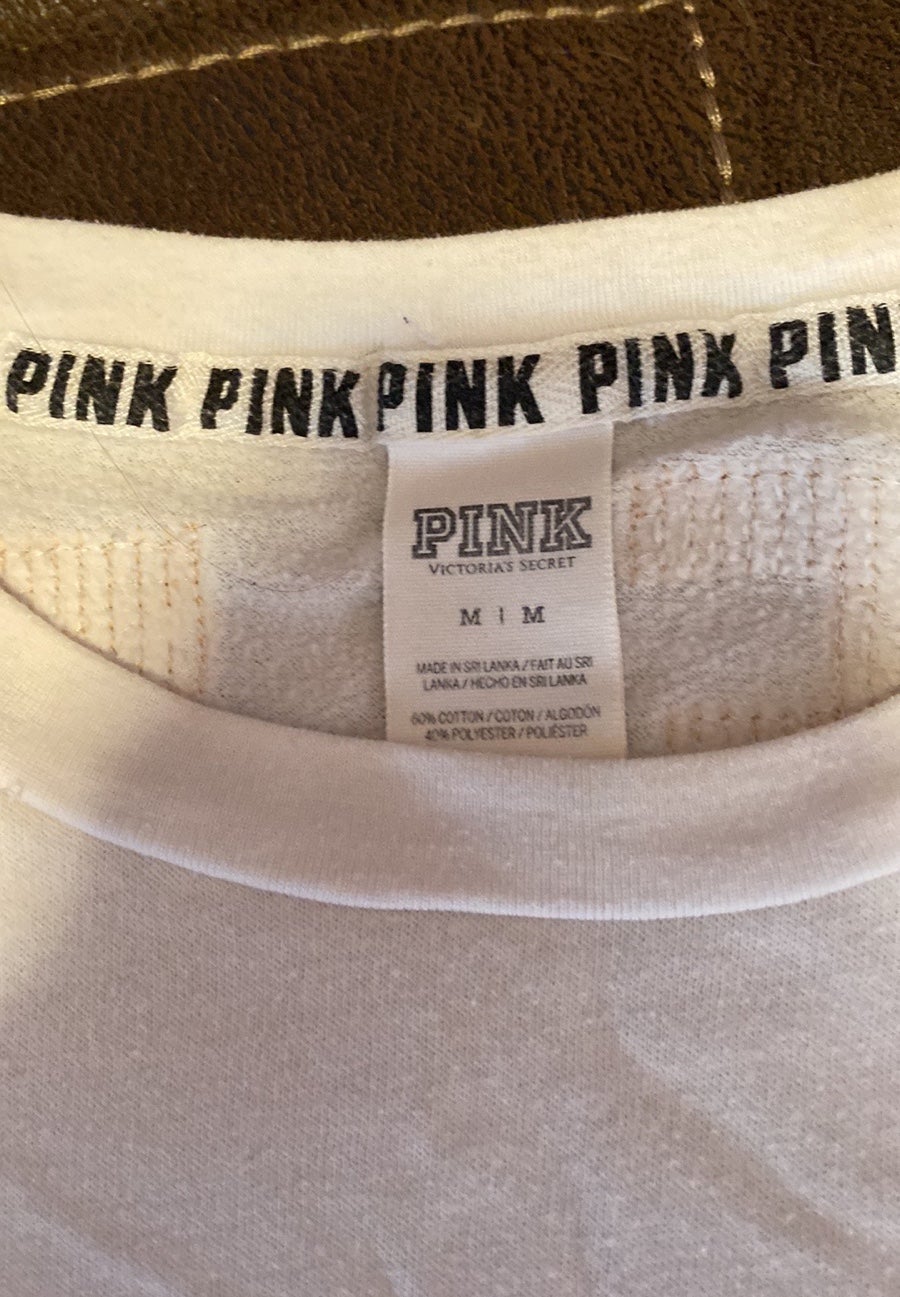 PINK PINK PINK PINK PIN
PINK
VICTORIA'S SECRET
M | M
MADE IN SRI LANKA / FAIT AU SRI
LANKA / HECHO EN SRI LANKA
60% COTTON / COTON / ALGODÓN
40% POLYESTER / POLIÉSTER